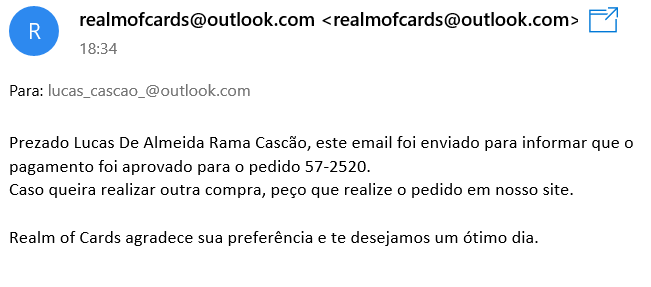 R
realmofcards@outlook.com <realmofcards@outlook.com>
18:34
Para: lucas_cascao_@outlook.com
Prezado Lucas De Almeida Rama Cascão, este email foi enviado para informar que o
pagamento foi aprovado para o pedido 57-2520.
Caso queira realizar outra compra, peço que realize o pedido em nosso site.
Realm of Cards agradece sua preferência e te desejamos um ótimo dia.